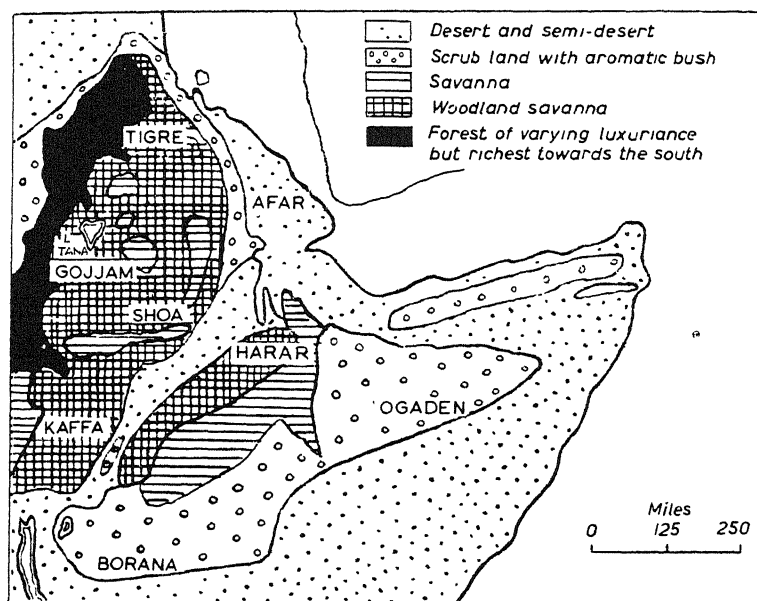 Desert and semi-desert
Scrub land with aromatic bush
Savanna
Woodland savanna
Forest of varying luxuriance
but richest towards the south
TIGRE
AFAR
L
TANA
GOJJAM
SHOA
HARAR
OGADEN
KAFFA
BORANA
Miles
0 125 250